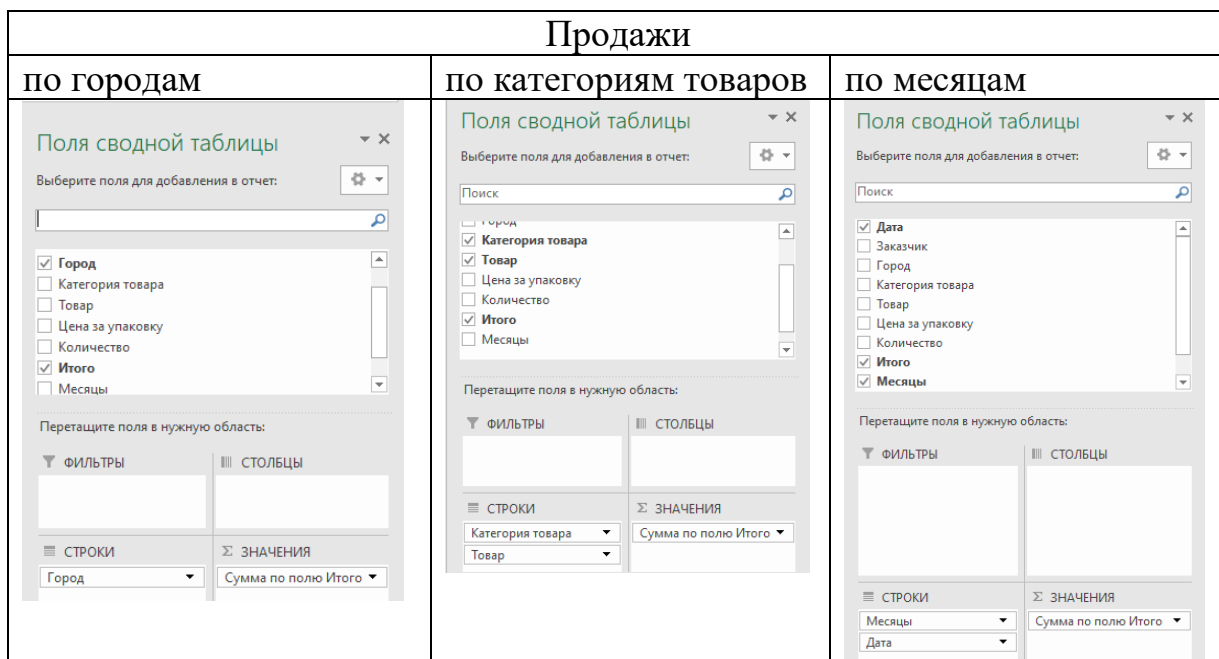 Продажи
по городам
по категориям товаров
по месяцам
Поля сводной таблицы
Выберите поля для добавления в отчет:
Город
Категория товара
Товар
Цена за упаковку
Количество
Итого
Месяцы
Перетащите поля в нужную область:
ФИЛЬТРЫ
СТОЛБЦЫ
СТРОКИ
Σ ЗНАЧЕНИЯ
Город
Сумма по полю Итого
Поля сводной таблицы
Выберите поля для добавления в отчет:
Поиск
Город
Категория товара
Товар
Цена за упаковку
Количество
Итого
Месяцы
Перетащите поля в нужную область:
ФИЛЬТРЫ
СТОЛБЦЫ
СТРОКИ
Σ ЗНАЧЕНИЯ
Категория товара
Сумма по полю Итого
Товар
Поля сводной таблицы
Выберите поля для добавления в отчет:
Поиск
Дата
Заказчик
Город
Категория товара
Товар
Цена за упаковку
Количество
Итого
Месяцы
Перетащите поля в нужную область:
ФИЛЬТРЫ
СТОЛБЦЫ
СТРОКИ
Σ ЗНАЧЕНИЯ
Месяцы
Сумма по полю Итого
Дата